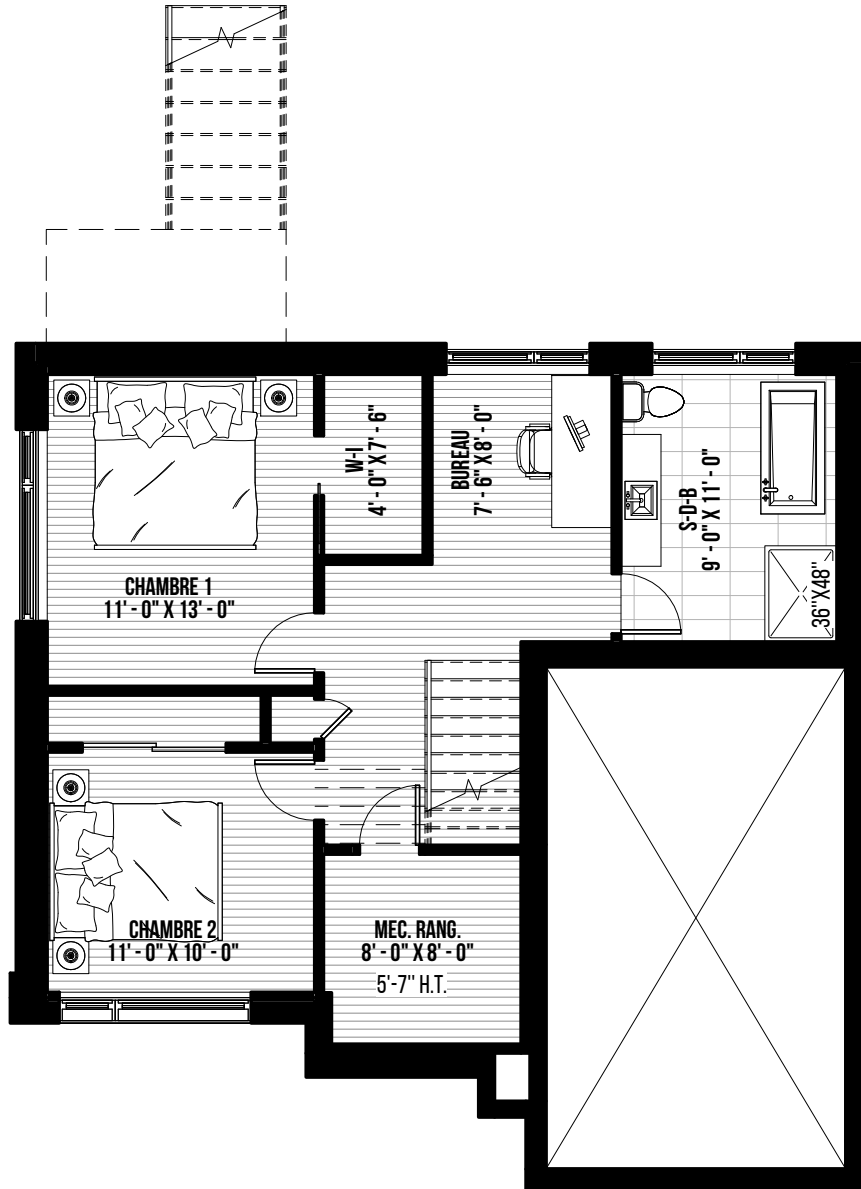 W-I
4' - 0" X 7' - 6"
BUREAU
7' - 6" X 8' - 0"
S-D-B
9' - 0" X 11' - 0"
36"X48"
CHAMBRE 1
11' - 0" X 13' - 0"
CHAMBRE 2
11' - 0" X 10' - 0"
MEC. RANG.
8' - 0" X 8' - 0"
5'-7" H.T.